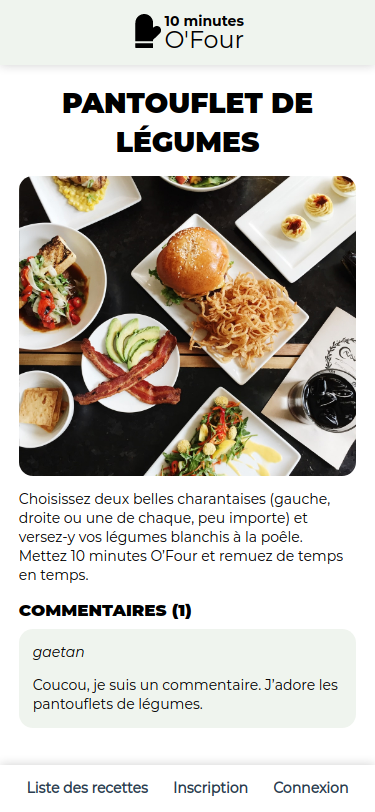 10 minutes
O'Four
PANTOUFLET DE
LÉGUMES
Choisissez deux belles charantaises (gauche,
droite ou une de chaque, peu importe) et
versez-y vos légumes blanchis à la poêle.
Mettez 10 minutes O’Four et remuez de temps
en temps.
COMMENTAIRES (1)
gaetan
Coucou, je suis un commentaire. J’adore les
pantouflets de légumes.
Liste des recettes Inscription Connexion